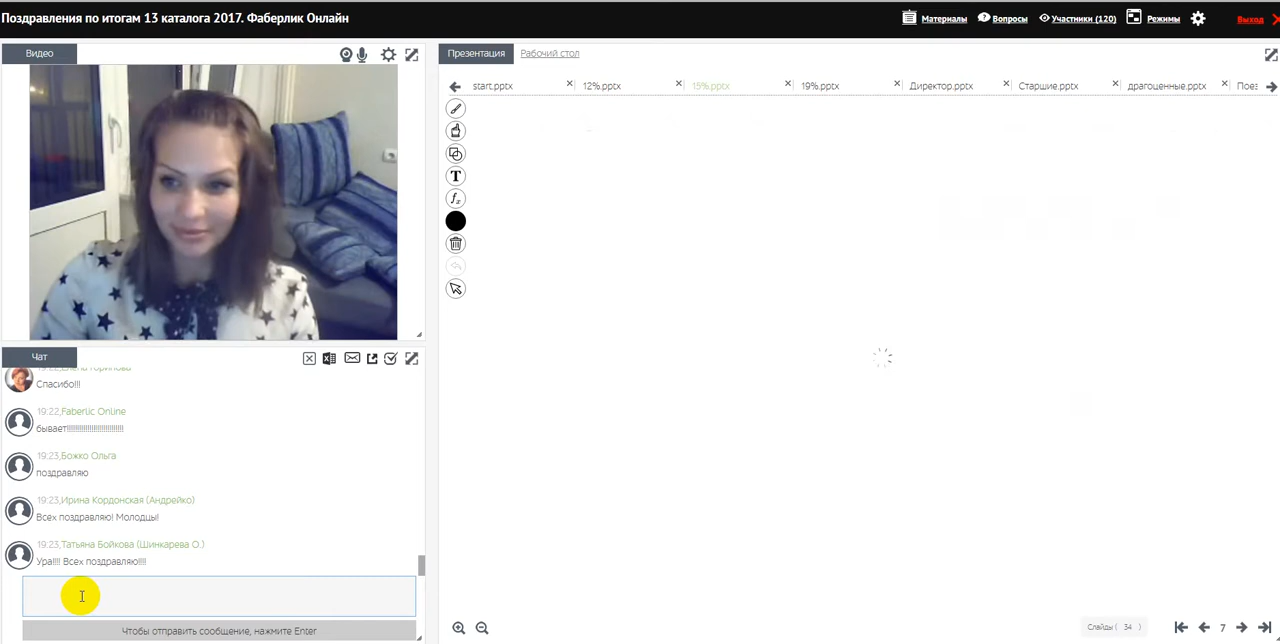 Поздравления по итогам 13 каталога 2017. Фаберлик Онлайн
Материалы Вопросы Участники (120) Режимы Выход
Видео
Презентация Рабочий стол
start.pptx 12%.pptx 15%.pptx 19%.pptx Директор.pptx Старшие.pptx драгоценные.pptx Поез
T
fx
Чат
Спасибо!!!
19:22,Faberlic Online
бывает!!!!!!!!!!!!!!!!!!!!!!!!!!!!!
19:23,Божко Ольга
поздравляю
19:23,Ирина Кордонская (Андрейко)
Всех поздравляю! Молодцы!
19:23,Татьяна Бойкова (Шинкарева О.)
Ура!!!! Всех поздравляю!!!!
Чтобы отправить сообщение, нажмите Enter
Слайды ( 34 ) 7